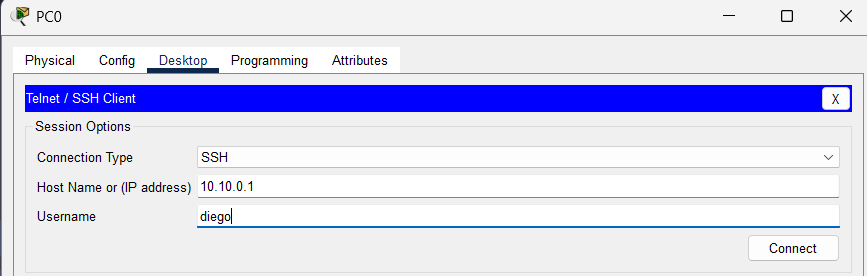 PC0
Physical Config Desktop Programming Attributes
Telnet / SSH Client X
Session Options
Connection Type SSH
Host Name or (IP address) 10.10.0.1
Username diego
Connect